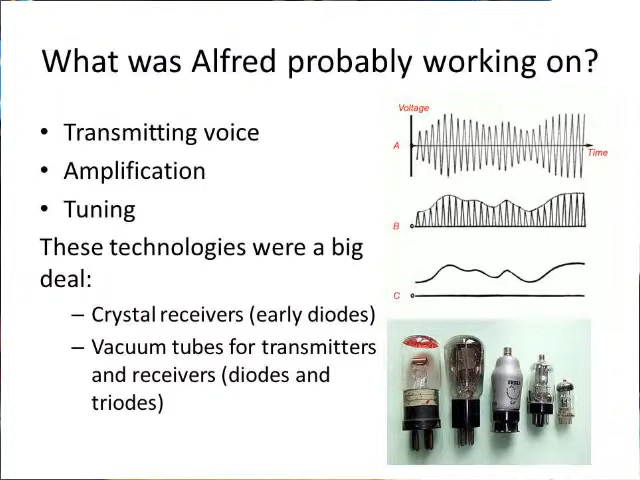 What was Alfred probably working on?
• Transmitting voice
• Amplification
• Tuning
These technologies were a big
deal:
– Crystal receivers (early diodes)
– Vacuum tubes for transmitters
and receivers (diodes and
triodes)
Voltage
A
Time
B
C